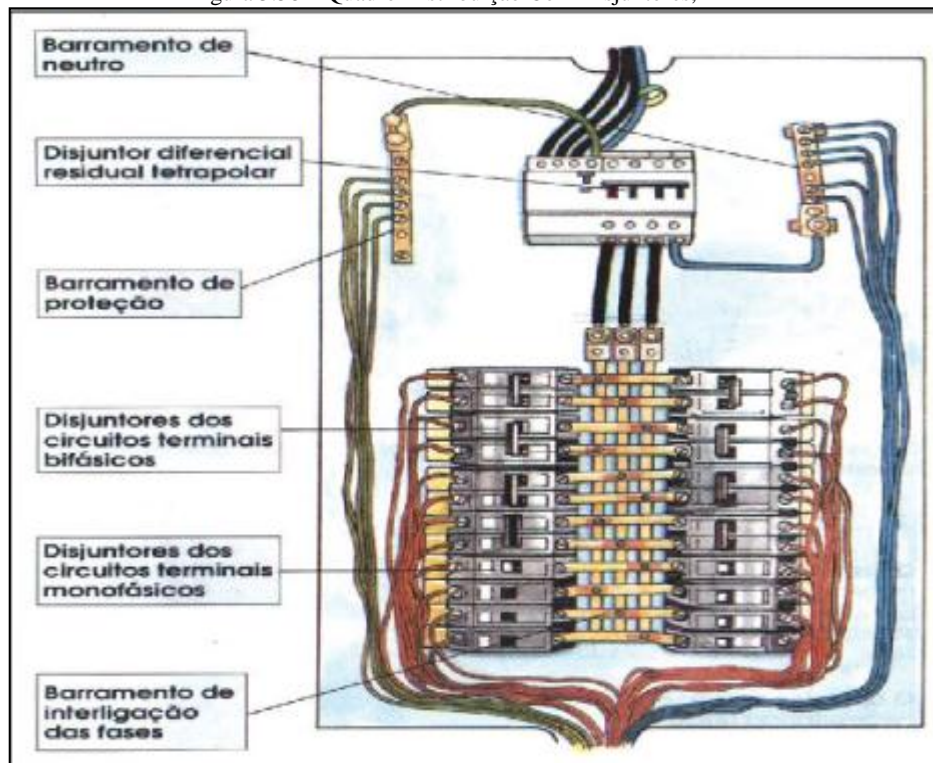 Barramento de
neutro
Disjuntor diferencial
residual tetrapolar
Barramento de
proteção
Disjuntores dos
circuitos terminais
bifásicos
Disjuntores dos
circuitos terminais
monofásicos
Barramento de
interligação
das fases